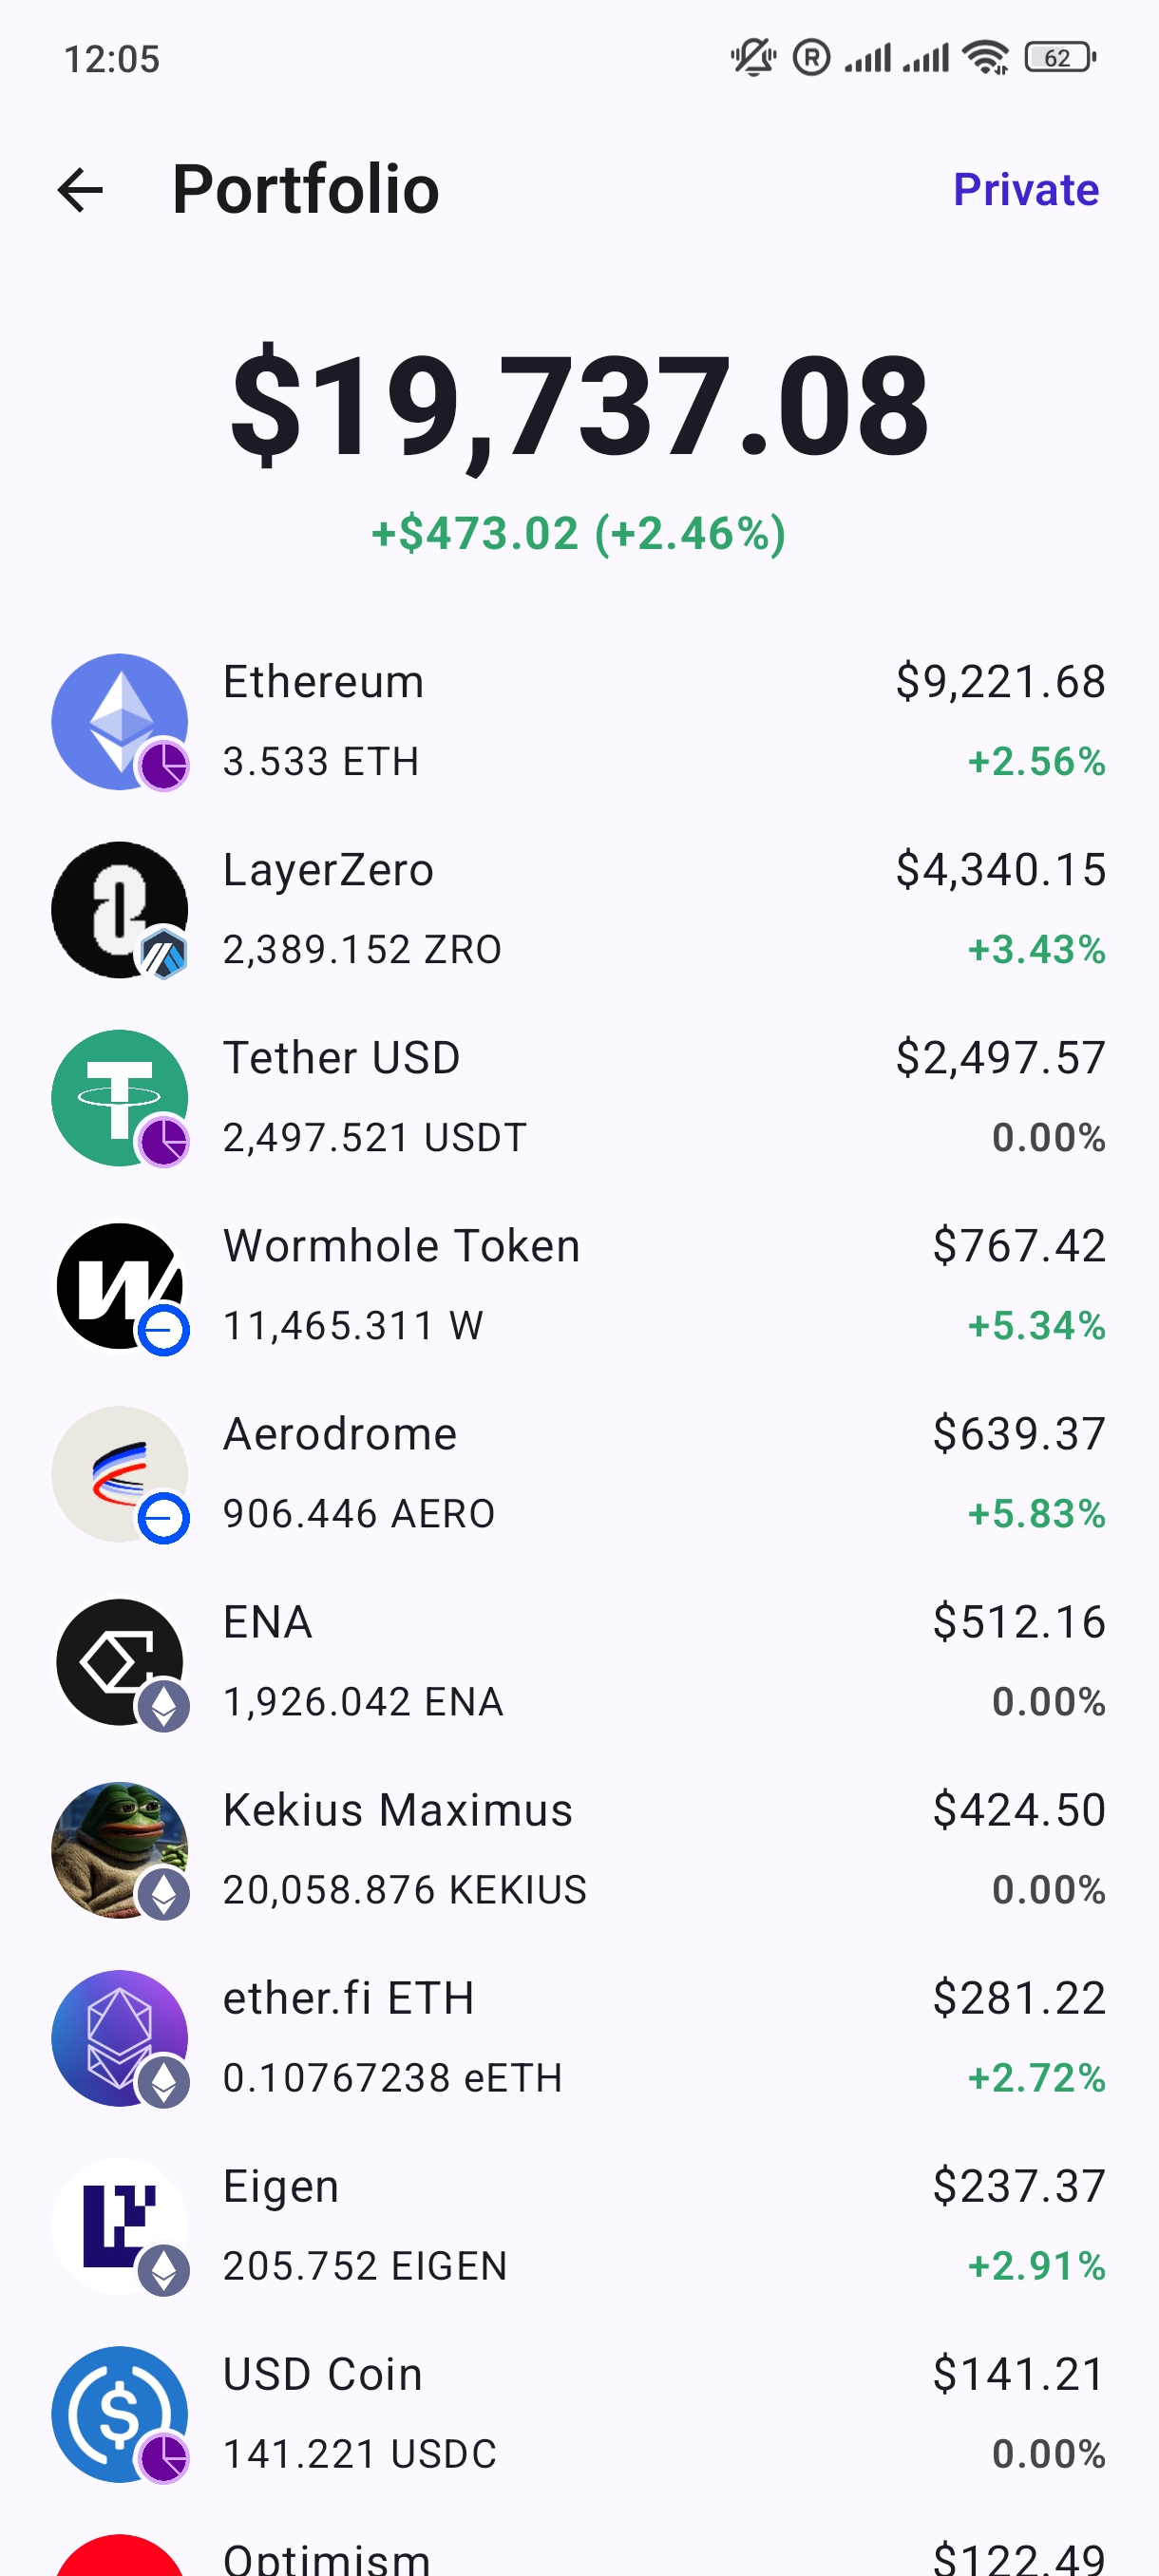 12:05
R
62
Portfolio
Private
$19,737.08
+$473.02 (+2.46%)
Ethereum
$9,221.68
3.533 ETH
+2.56%
LayerZero
$4,340.15
2,389.152 ZRO
+3.43%
Tether USD
$2,497.57
2,497.521 USDT
0.00%
Wormhole Token
$767.42
11,465.311 W
+5.34%
Aerodrome
$639.37
906.446 AERO
+5.83%
ENA
$512.16
1,926.042 ENA
0.00%
Kekius Maximus
$424.50
20,058.876 KEKIUS
0.00%
ether.fi ETH
$281.22
0.10767238 eETH
+2.72%
Eigen
$237.37
205.752 EIGEN
+2.91%
USD Coin
$141.21
141.221 USDC
0.00%
Optimism
$122.49